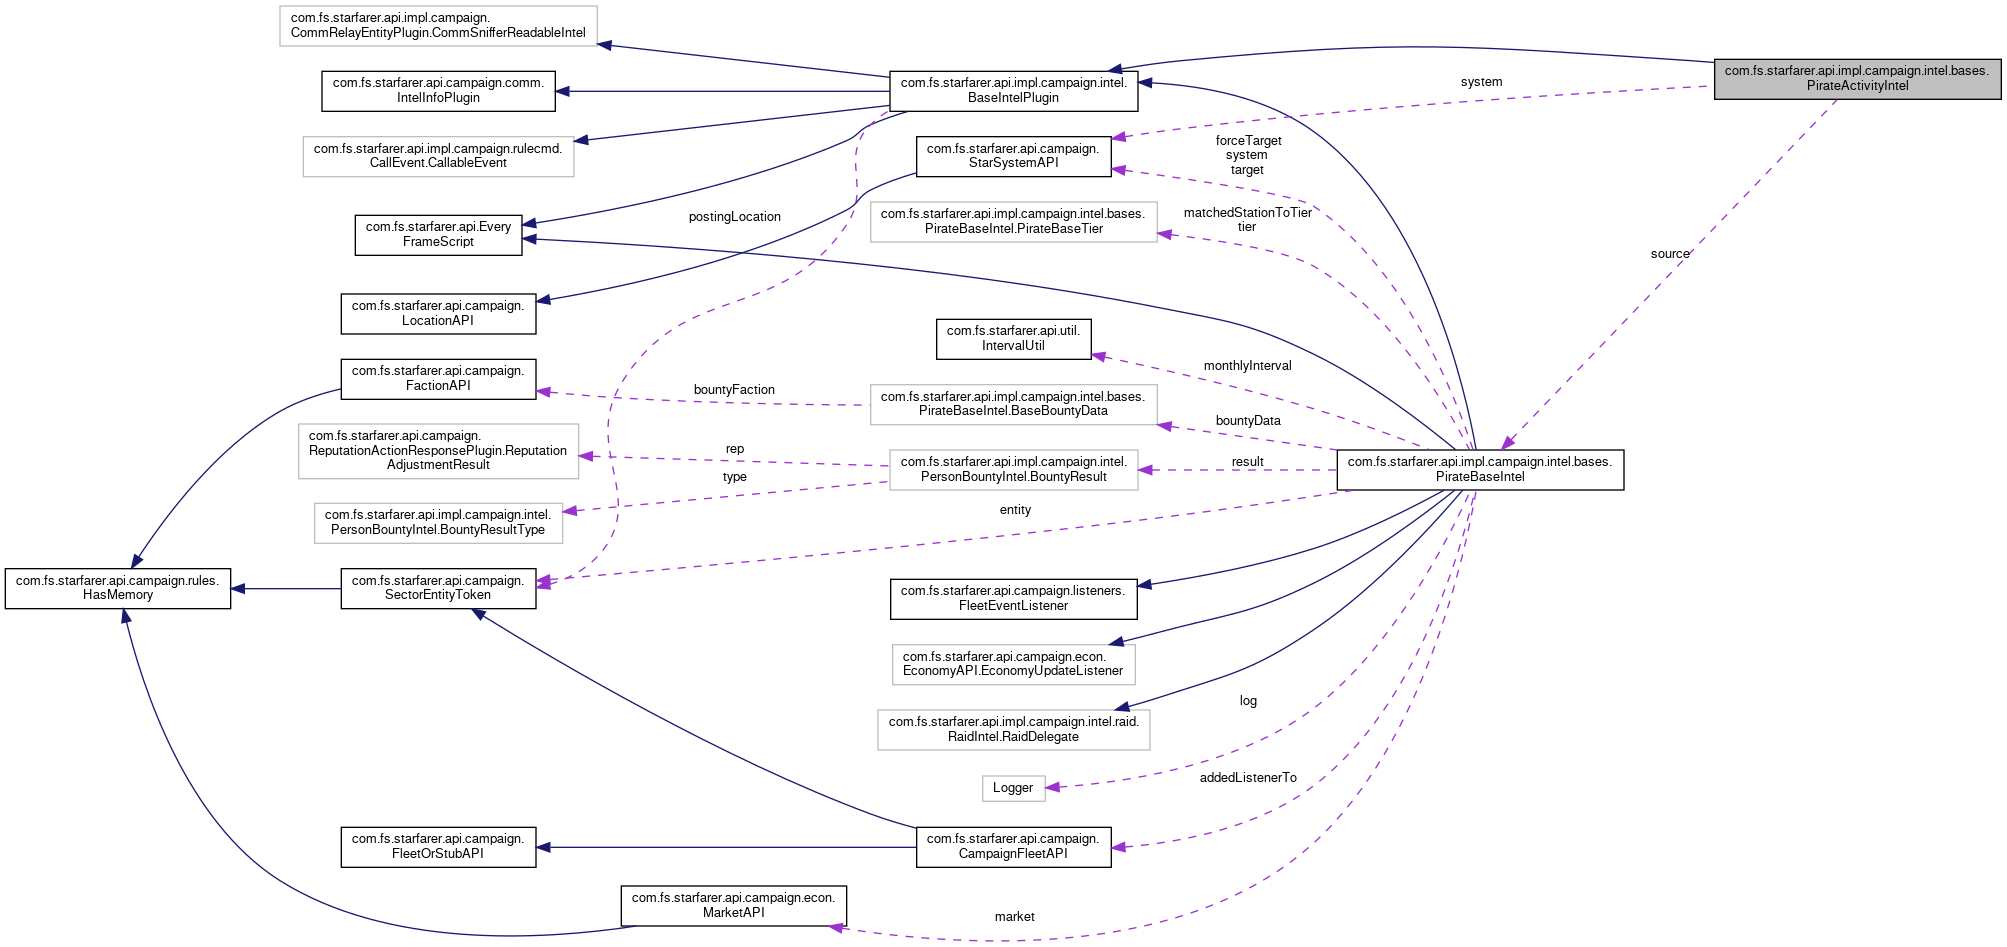 com.fs.starfarer.api.impl.campaign.
CommRelayEntityPlugin.CommSnifferReadableIntel
com.fs.starfarer.api.campaign.comm.
IntelInfoPlugin
com.fs.starfarer.api.impl.campaign.rulecmd.
CallEvent.CallableEvent
com.fs.starfarer.api.Every
FrameScript
com.fs.starfarer.api.campaign.
LocationAPI
com.fs.starfarer.api.campaign.
FactionAPI
com.fs.starfarer.api.campaign.
ReputationActionResponsePlugin.Reputation
AdjustmentResult
com.fs.starfarer.api.impl.campaign.intel.
PersonBountyIntel.BountyResultType
com.fs.starfarer.api.campaign.rules.
HasMemory
com.fs.starfarer.api.campaign.
SectorEntityToken
com.fs.starfarer.api.campaign.
FleetOrStubAPI
com.fs.starfarer.api.campaign.econ.
MarketAPI
postingLocation
bountyFaction
rep
type
com.fs.starfarer.api.impl.campaign.intel.
BaseIntelPlugin
com.fs.starfarer.api.campaign.
StarSystemAPI
com.fs.starfarer.api.impl.campaign.intel.bases.
PirateBaseIntel.PirateBaseTier
com.fs.starfarer.api.util.
IntervalUtil
com.fs.starfarer.api.impl.campaign.intel.bases.
PirateBaseIntel.BaseBountyData
com.fs.starfarer.api.impl.campaign.intel.
PersonBountyIntel.BountyResult
entity
com.fs.starfarer.api.campaign.listeners.
FleetEventListener
com.fs.starfarer.api.campaign.econ.
EconomyAPI.EconomyUpdateListener
com.fs.starfarer.api.impl.campaign.intel.raid.
RaidIntel.RaidDelegate
Logger
com.fs.starfarer.api.campaign.
CampaignFleetAPI
market
forceTarget
system
target
matchedStationToTier
tier
monthlyInterval
bountyData
result
log
addedListenerTo
system
com.fs.starfarer.api.impl.campaign.intel.bases.
PirateActivityIntel
source
com.fs.starfarer.api.impl.campaign.intel.bases.
PirateBaseIntel